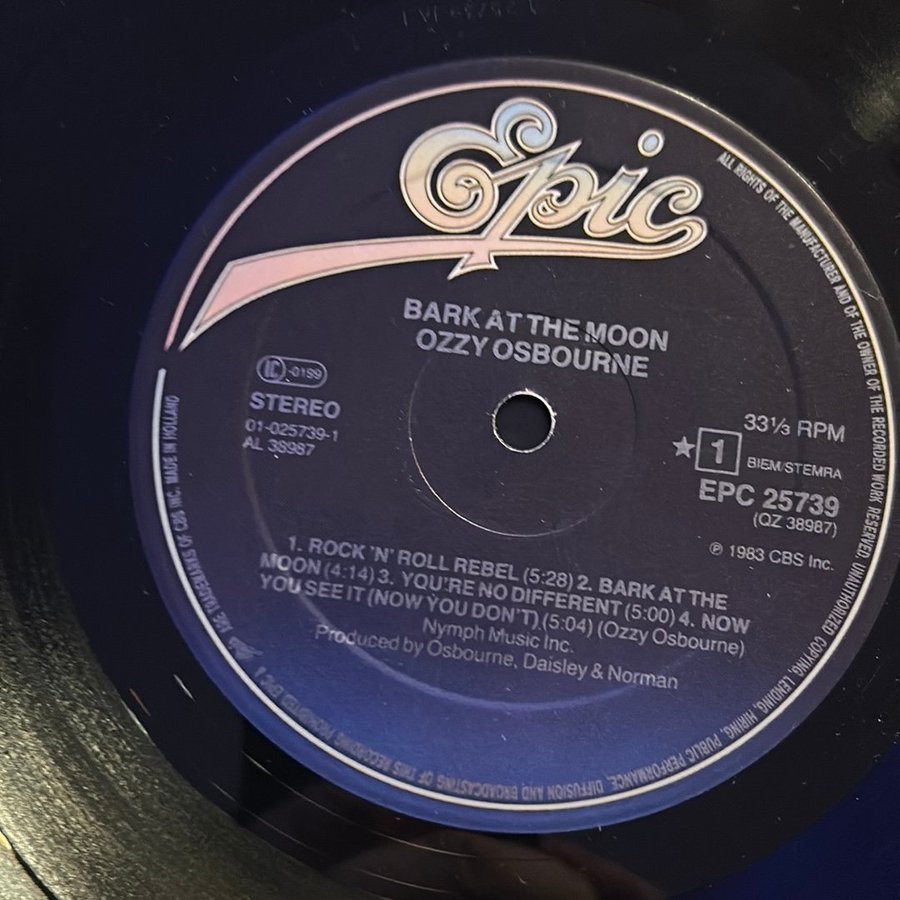 Epic
BARK AT THE MOON
OZZY OSBOURNE
LC-0199
STEREO
01-025739-1
AL 38987
33⅓ RPM
★ 1 BIEM/STEMRA
EPC 25739
(QZ 38987)
℗ 1983 CBS Inc.
1. ROCK 'N' ROLL REBEL (5:28) 2. BARK AT THE
MOON (4:14) 3. YOU'RE NO DIFFERENT (5:00) 4. NOW
YOU SEE IT (NOW YOU DON'T) (5:04) (Ozzy Osbourne)
Nymph Music Inc.
Produced by Osbourne, Daisley & Norman
ALL RIGHTS OF THE MANUFACTURER AND OF THE OWNER OF THE RECORDED WORK RESERVED. UNAUTHORIZED COPYING, LENDING, HIRING, PUBLIC PERFORMANCE, DIFFUSION AND BROADCASTING OF THIS RECORDING PROHIBITED EPIC, ARE TRADEMARKS OF CBS INC. MADE IN HOLLAND